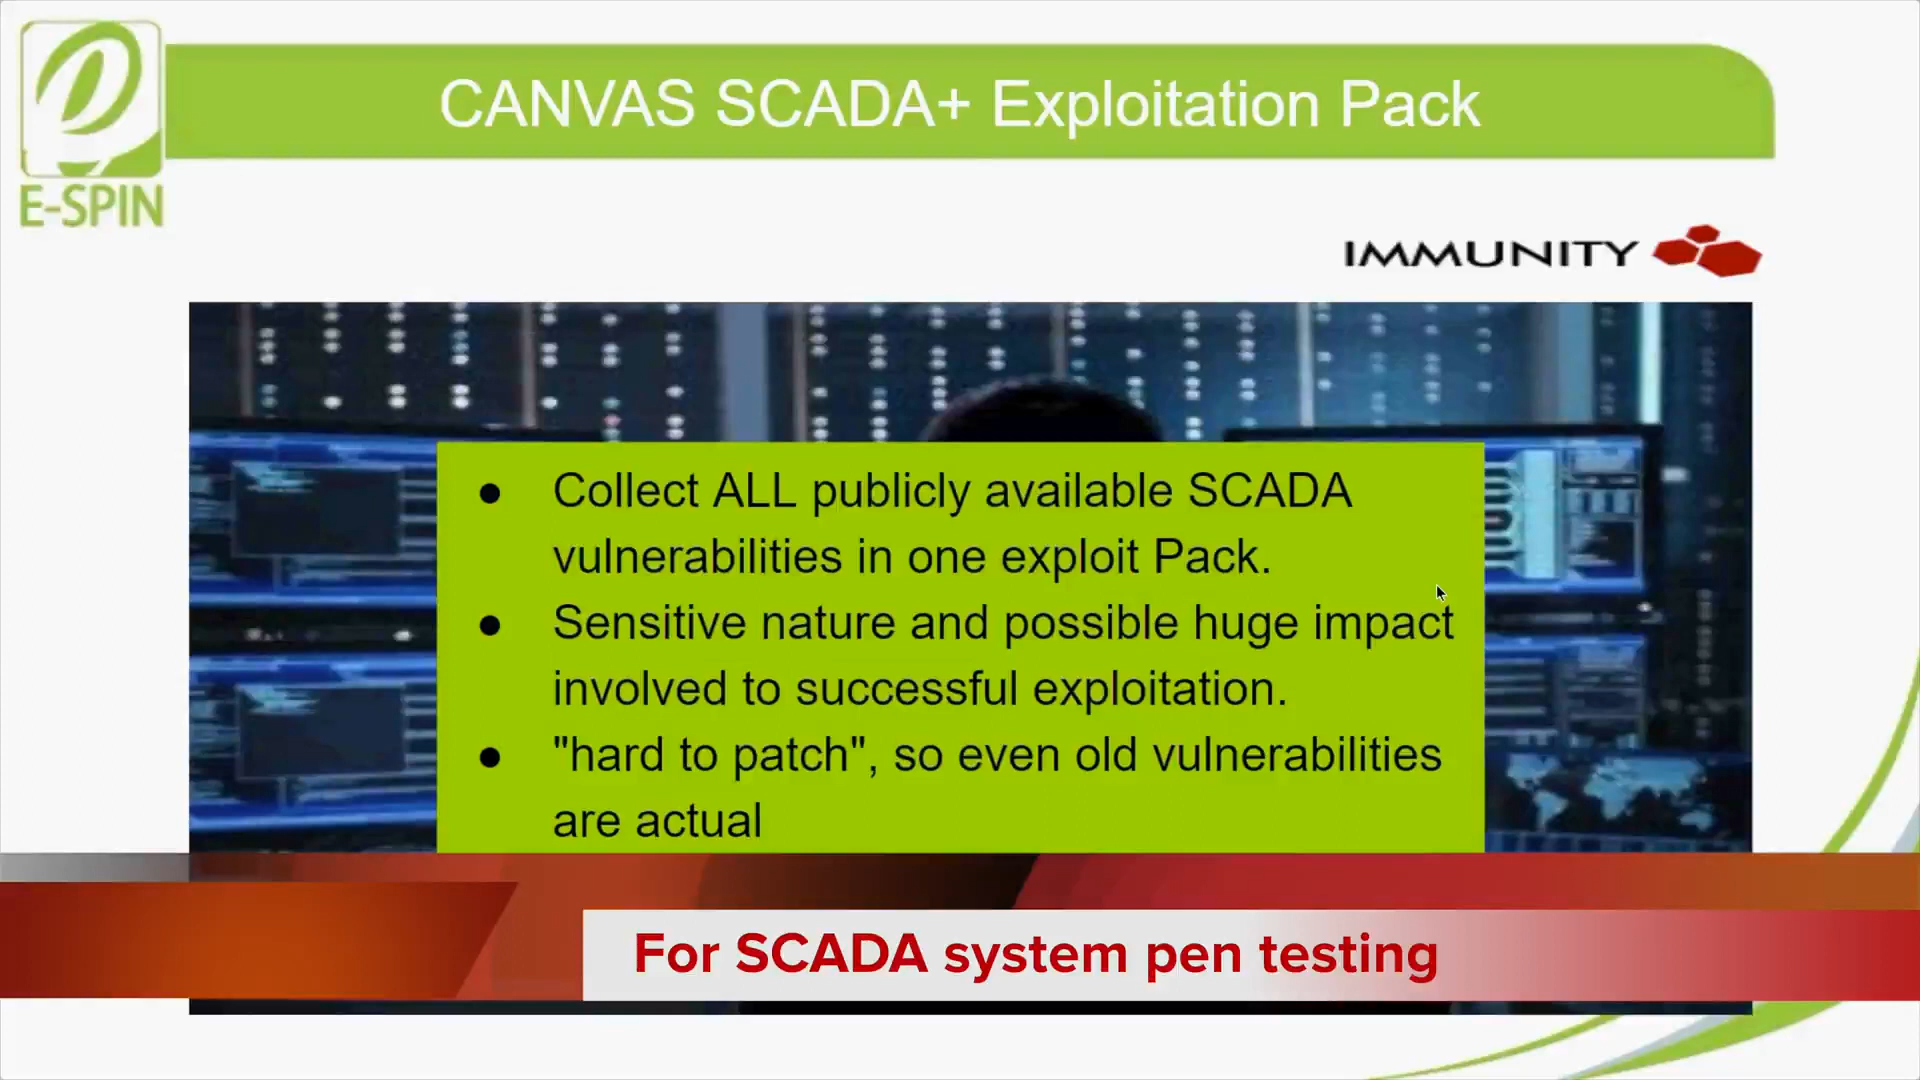 CANVAS SCADA+ Exploitation Pack
E-SPIN
IMMUNITY
● Collect ALL publicly available SCADA
vulnerabilities in one exploit Pack.
● Sensitive nature and possible huge impact
involved to successful exploitation.
● "hard to patch", so even old vulnerabilities
are actual
For SCADA system pen testing